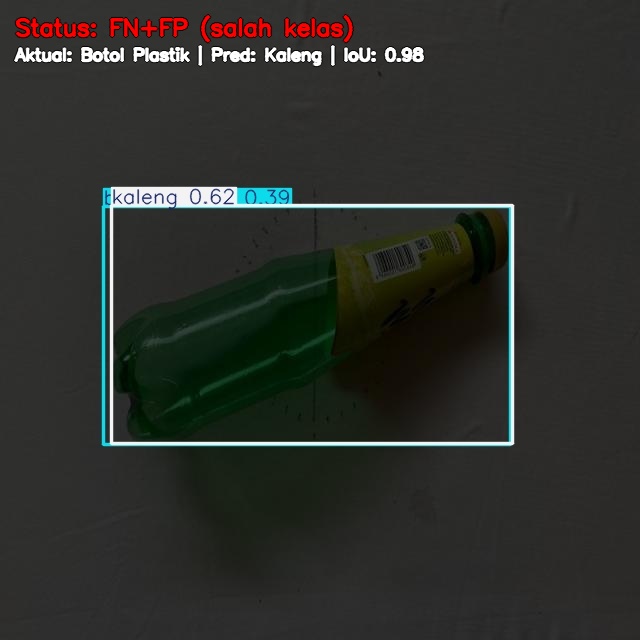 Status: FN+FP (salah kelas)
Aktual: Botol Plastik | Pred: Kaleng | IoU: 0.98
kaleng 0.62 0.39